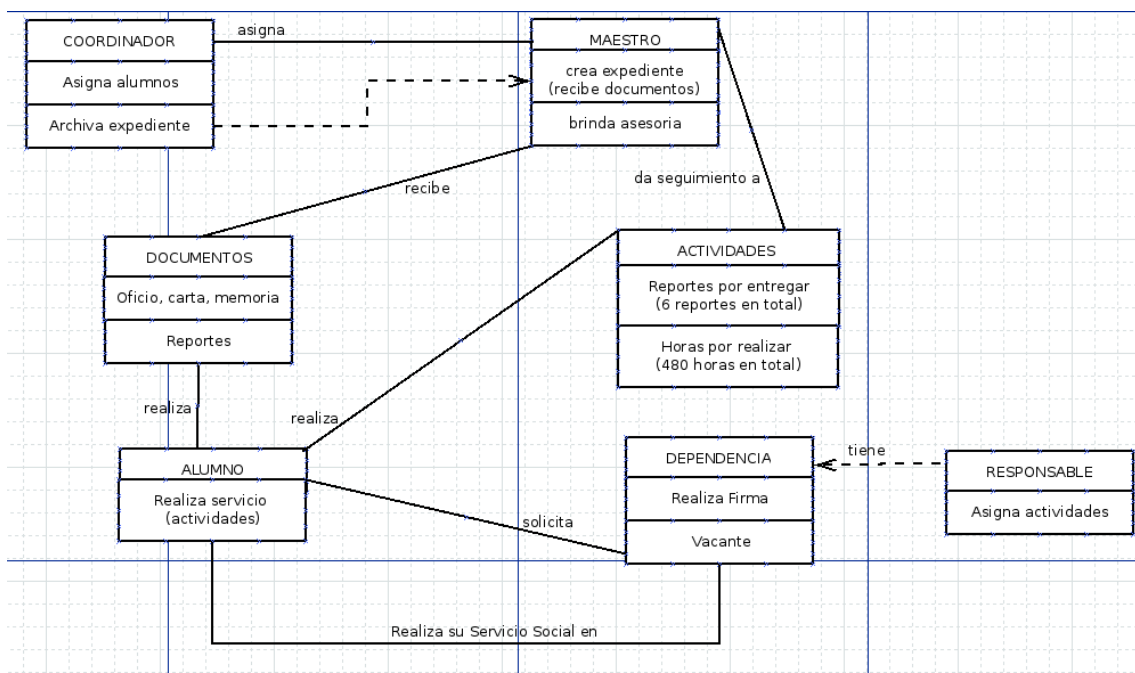 COORDINADOR
Asigna alumnos
Archiva expediente
asigna
MAESTRO
crea expediente
(recibe documentos)
brinda asesoria
recibe
da seguimiento a
DOCUMENTOS
Oficio, carta, memoria
Reportes
ACTIVIDADES
Reportes por entregar
(6 reportes en total)
Horas por realizar
(480 horas en total)
realiza
realiza
ALUMNO
Realiza servicio
(actividades)
solicita
DEPENDENCIA
Realiza Firma
Vacante
tiene
RESPONSABLE
Asigna actividades
Realiza su Servicio Social en